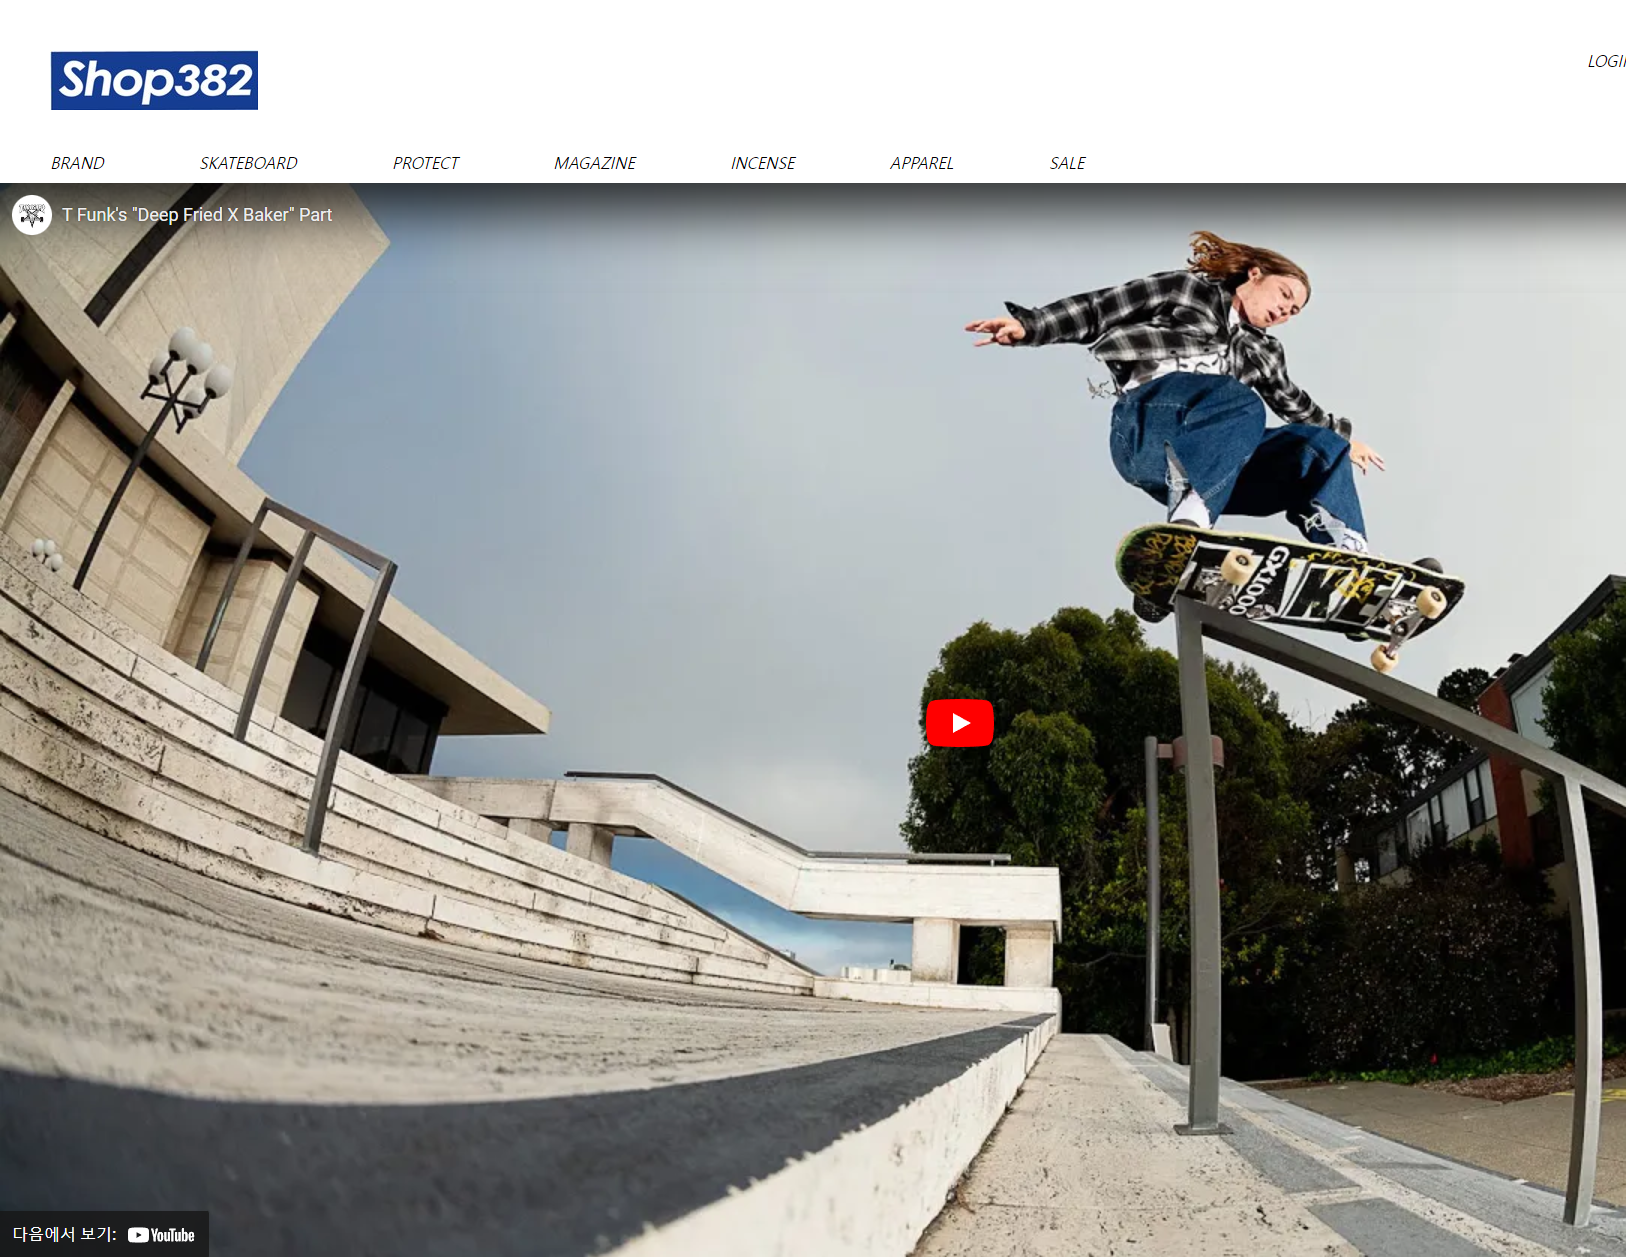 Shop382
LOGI
BRAND SKATEBOARD PROTECT MAGAZINE INCENSE APPAREL SALE
T Funk's "Deep Fried X Baker" Part
GX1000
다음에서 보기: YouTube